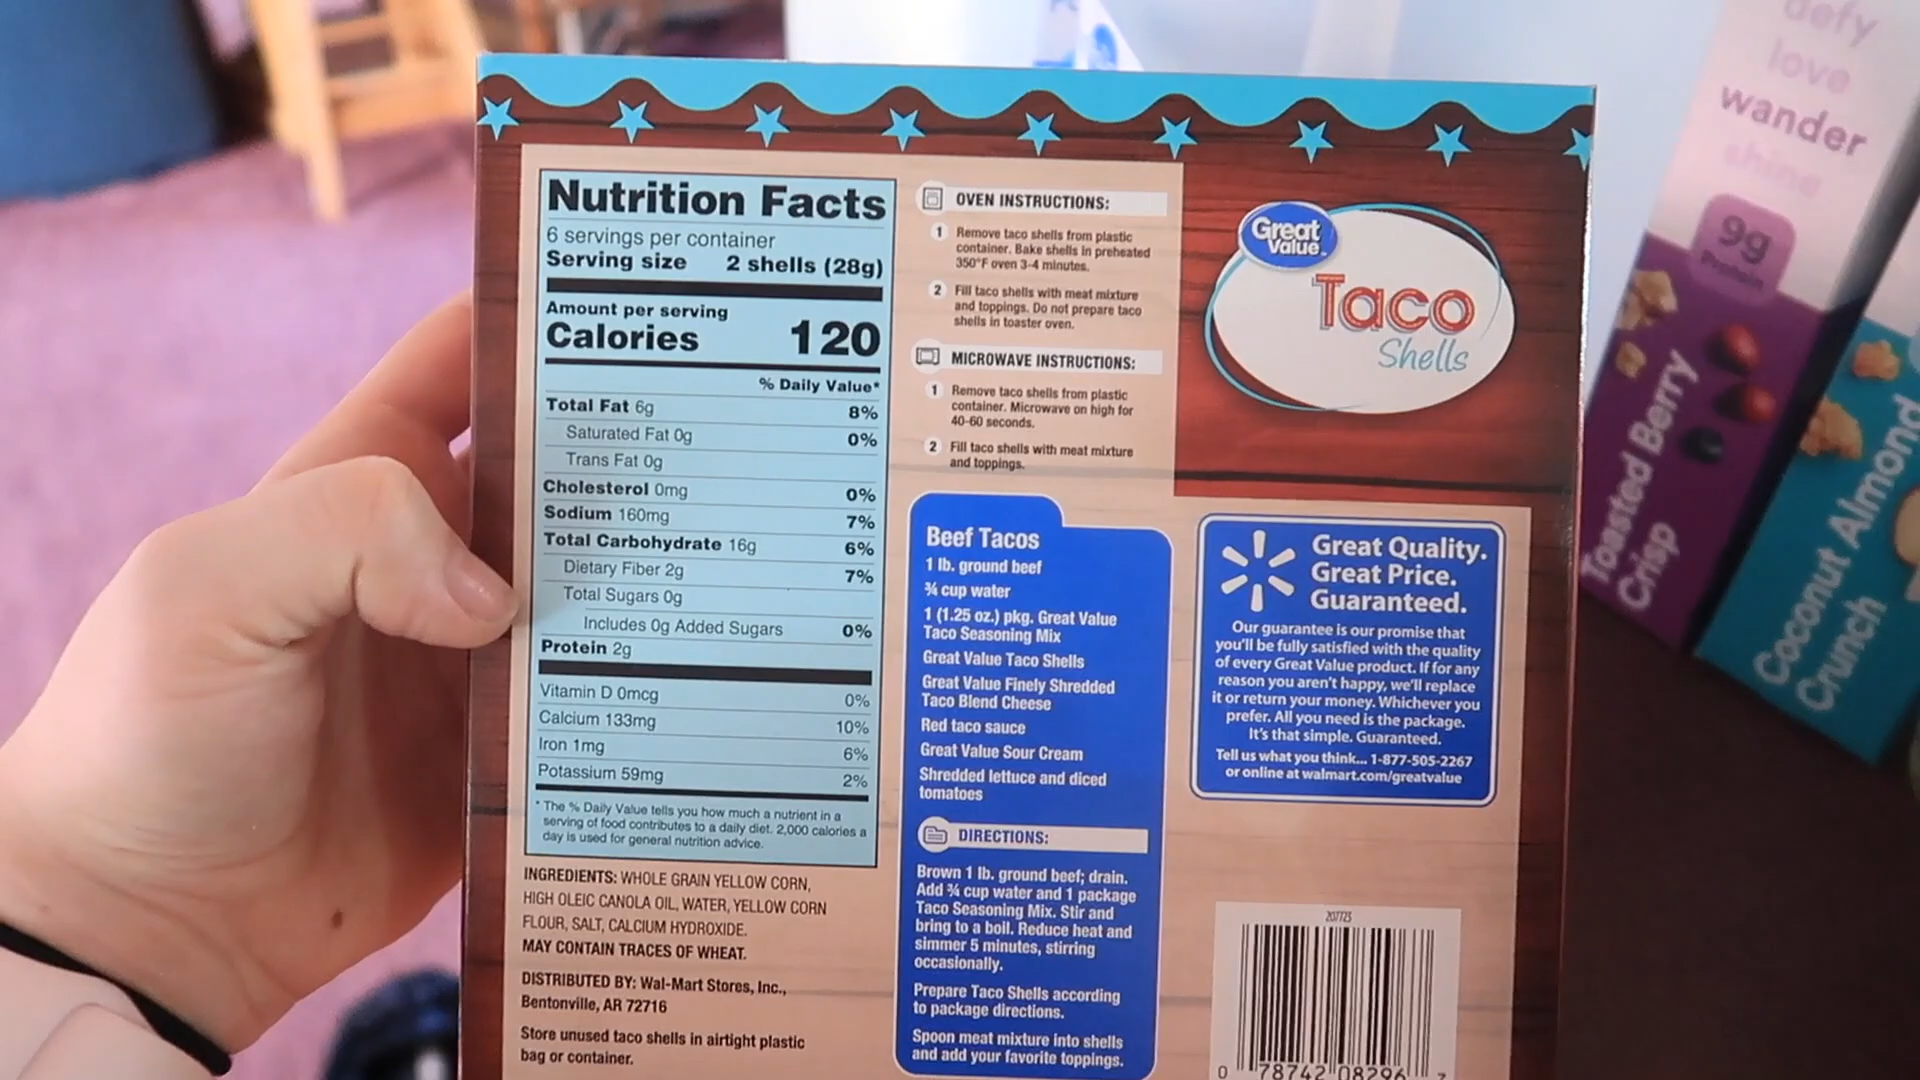 Nutrition Facts
6 servings per container
Serving size 2 shells (28g)
Amount per serving
Calories 120
% Daily Value*
Total Fat 6g 8%
Saturated Fat 0g 0%
Trans Fat 0g
Cholesterol 0mg 0%
Sodium 160mg 7%
Total Carbohydrate 16g 6%
Dietary Fiber 2g 7%
Total Sugars 0g
Includes 0g Added Sugars 0%
Protein 2g
Vitamin D 0mcg 0%
Calcium 133mg 10%
Iron 1mg 6%
Potassium 59mg 2%
* The % Daily Value tells you how much a nutrient in a
serving of food contributes to a daily diet. 2,000 calories a
day is used for general nutrition advice.
INGREDIENTS: WHOLE GRAIN YELLOW CORN,
HIGH OLEIC CANOLA OIL, WATER, YELLOW CORN
FLOUR, SALT, CALCIUM HYDROXIDE.
MAY CONTAIN TRACES OF WHEAT.
DISTRIBUTED BY: Wal-Mart Stores, Inc.,
Bentonville, AR 72716
Store unused taco shells in airtight plastic
bag or container.
OVEN INSTRUCTIONS:
1 Remove taco shells from plastic
container. Bake shells in preheated
350°F oven 3-4 minutes.
2 Fill taco shells with meat mixture
and toppings. Do not prepare taco
shells in toaster oven.
MICROWAVE INSTRUCTIONS:
1 Remove taco shells from plastic
container. Microwave on high for
40-60 seconds.
2 Fill taco shells with meat mixture
and toppings.
Beef Tacos
1 lb. ground beef
¾ cup water
1 (1.25 oz.) pkg. Great Value
Taco Seasoning Mix
Great Value Taco Shells
Great Value Finely Shredded
Taco Blend Cheese
Red taco sauce
Great Value Sour Cream
Shredded lettuce and diced
tomatoes
DIRECTIONS:
Brown 1 lb. ground beef; drain.
Add ¾ cup water and 1 package
Taco Seasoning Mix. Stir and
bring to a boil. Reduce heat and
simmer 5 minutes, stirring
occasionally.
Prepare Taco Shells according
to package directions.
Spoon meat mixture into shells
and add your favorite toppings.
Great
Value
Taco
Shells
Great Quality.
Great Price.
Guaranteed.
Our guarantee is our promise that
you'll be fully satisfied with the quality
of every Great Value product. If for any
reason you aren't happy, we'll replace
it or return your money. Whichever you
prefer. All you need is the package.
It's that simple. Guaranteed.
Tell us what you think... 1-877-505-2267
or online at walmart.com/greatvalue
207723
0 78742 08296 7
defy
love
wander
shine
9g
Protein
Toasted Berry
Crisp
Coconut Almond
Crunch